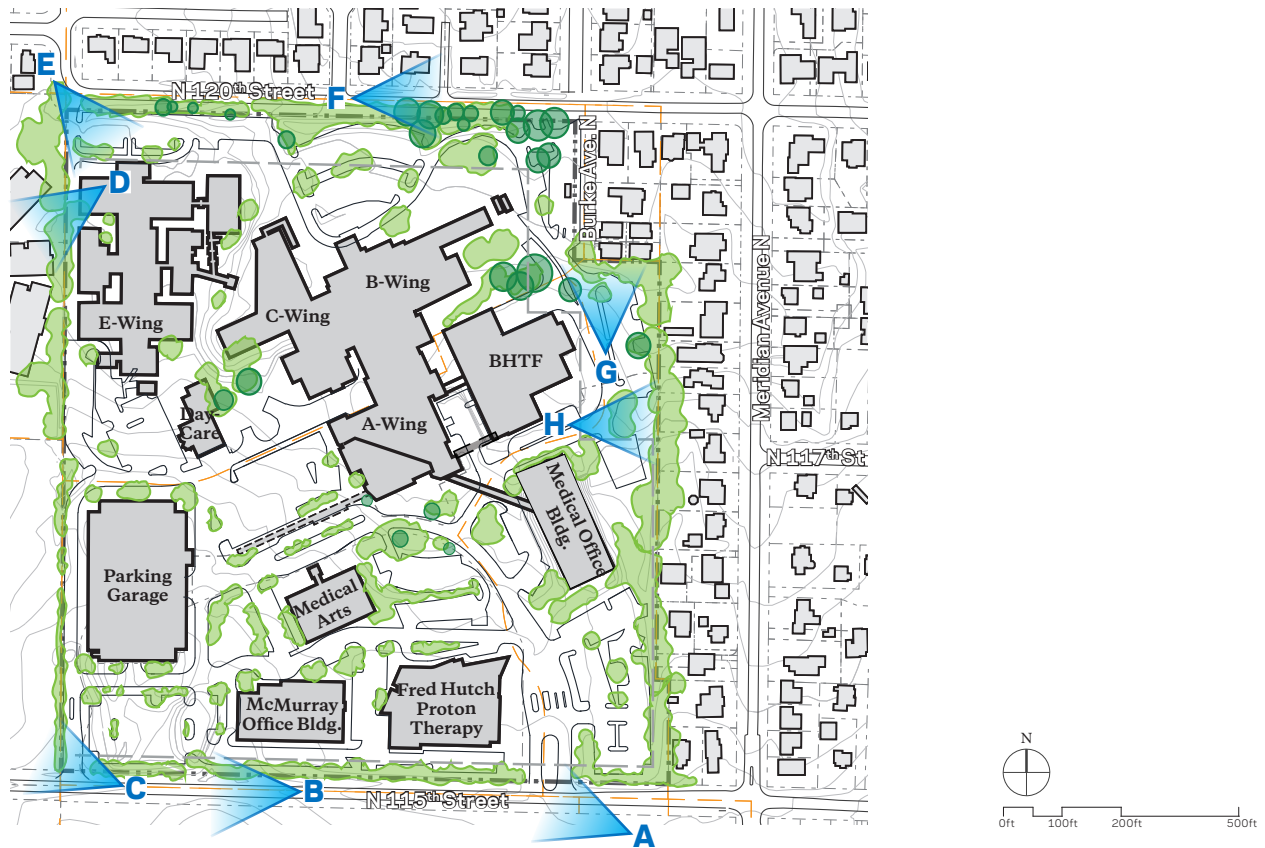 E
N 120th Street
F
Burke Ave. N
D
B-Wing
C-Wing
E-Wing
BHTF
Meridian Avenue N
G
Day-
Care
A-Wing
H
N 117th St
Medical Office
Bldg.
Parking
Garage
Medical
Arts
McMurray
Office Bldg.
Fred Hutch
Proton
Therapy
C
B
N 115th Street
A
N
0ft
100ft
200ft
500ft